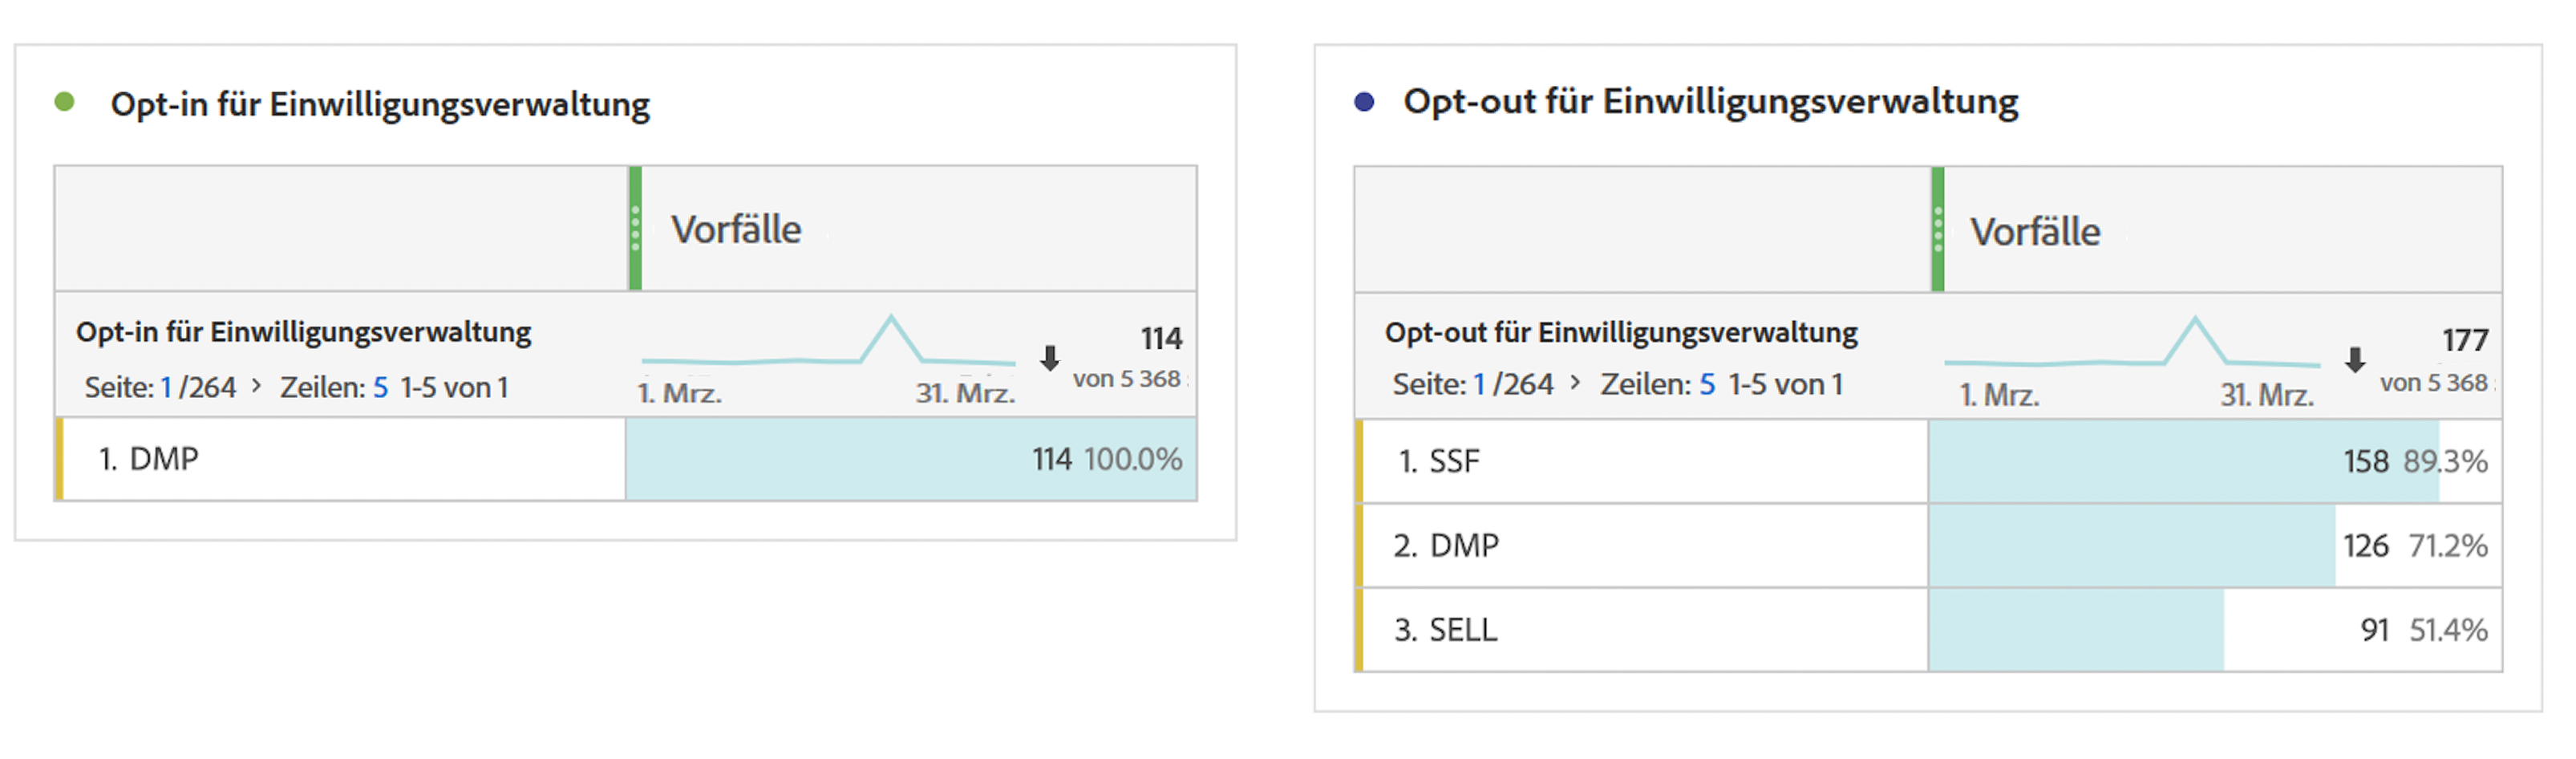 Opt-in für Einwilligungsverwaltung
Vorfälle
Opt-in für Einwilligungsverwaltung
114
Seite: 1 /264 > Zeilen: 5 1-5 von 1
1. Mrz.
31. Mrz.
von 5 368
1. DMP
114 100.0%
Opt-out für Einwilligungsverwaltung
Vorfälle
Opt-out für Einwilligungsverwaltung
177
Seite: 1 /264 > Zeilen: 5 1-5 von 1
1. Mrz.
31. Mrz.
von 5 368
1. SSF
158 89.3%
2. DMP
126 71.2%
3. SELL
91 51.4%